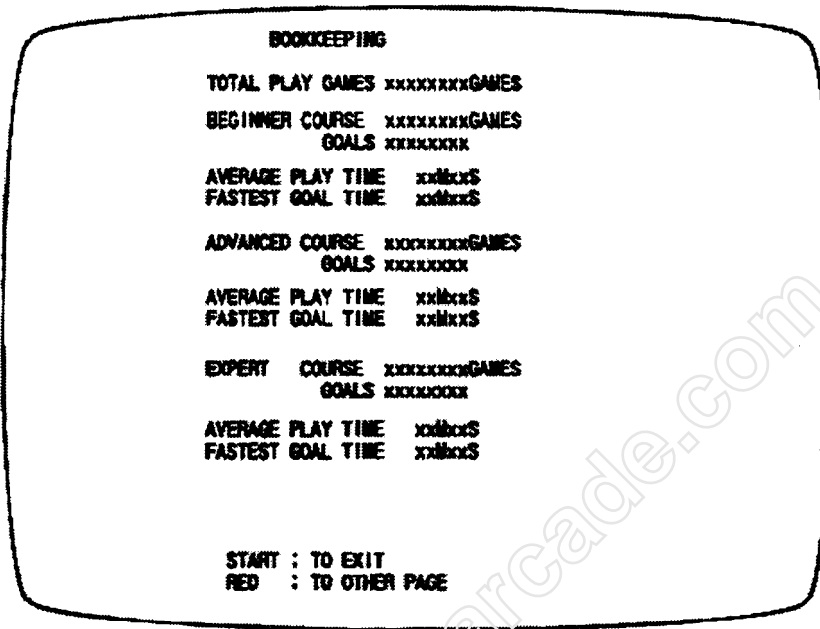 BOOKKEEPING
TOTAL PLAY GAMES xxxxxxxxGAMES
BEGINNER COURSE xxxxxxxxGAMES
GOALS xxxxxxxx
AVERAGE PLAY TIME xxMxxS
FASTEST GOAL TIME xxMxxS
ADVANCED COURSE xxxxxxxxGAMES
GOALS xxxxxxxx
AVERAGE PLAY TIME xxMxxS
FASTEST GOAL TIME xxMxxS
EXPERT COURSE xxxxxxxxGAMES
GOALS xxxxxxxx
AVERAGE PLAY TIME xxMxxS
FASTEST GOAL TIME xxMxxS
START : TO EXIT
RED : TO OTHER PAGE
arcade.com